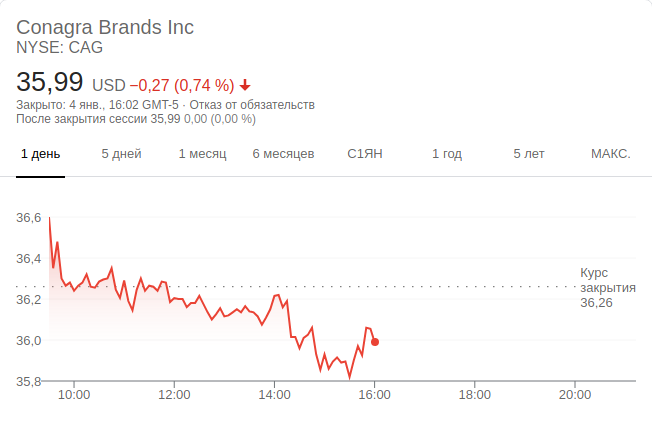 Conagra Brands Inc
NYSE: CAG
35,99 USD −0,27 (0,74 %)
Закрыто: 4 янв., 16:02 GMT-5 · Отказ от обязательств
После закрытия сессии 35,99 0,00 (0,00 %)
1 день 5 дней 1 месяц 6 месяцев С1ЯН 1 год 5 лет МАКС.
36,6
36,4
Курс
закрытия
36,26
36,2
36,0
35,8
10:00 12:00 14:00 16:00 18:00 20:00